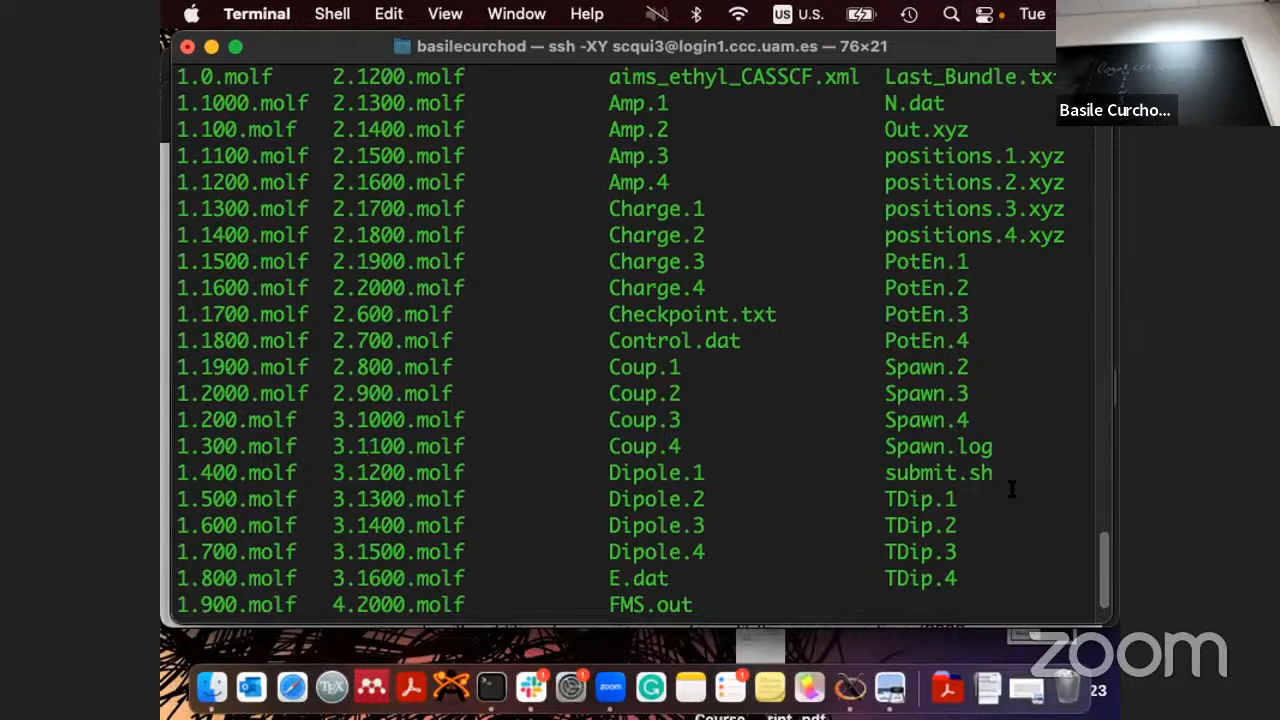 Terminal Shell Edit View Window Help US U.S. Tue
basilecurchod — ssh -XY scqui3@login1.ccc.uam.es — 76×21
Basile Curcho...
1.0.molf 2.1200.molf aims_ethyl_CASSCF.xml Last_Bundle.tx
1.1000.molf 2.1300.molf Amp.1 N.dat
1.100.molf 2.1400.molf Amp.2 Out.xyz
1.1100.molf 2.1500.molf Amp.3 positions.1.xyz
1.1200.molf 2.1600.molf Amp.4 positions.2.xyz
1.1300.molf 2.1700.molf Charge.1 positions.3.xyz
1.1400.molf 2.1800.molf Charge.2 positions.4.xyz
1.1500.molf 2.1900.molf Charge.3 PotEn.1
1.1600.molf 2.2000.molf Charge.4 PotEn.2
1.1700.molf 2.600.molf Checkpoint.txt PotEn.3
1.1800.molf 2.700.molf Control.dat PotEn.4
1.1900.molf 2.800.molf Coup.1 Spawn.2
1.2000.molf 2.900.molf Coup.2 Spawn.3
1.200.molf 3.1000.molf Coup.3 Spawn.4
1.300.molf 3.1100.molf Coup.4 Spawn.log
1.400.molf 3.1200.molf Dipole.1 submit.sh
1.500.molf 3.1300.molf Dipole.2 TDip.1
1.600.molf 3.1400.molf Dipole.3 TDip.2
1.700.molf 3.1500.molf Dipole.4 TDip.3
1.800.molf 3.1600.molf E.dat TDip.4
1.900.molf 4.2000.molf FMS.out
zoom
TEX zoom 23